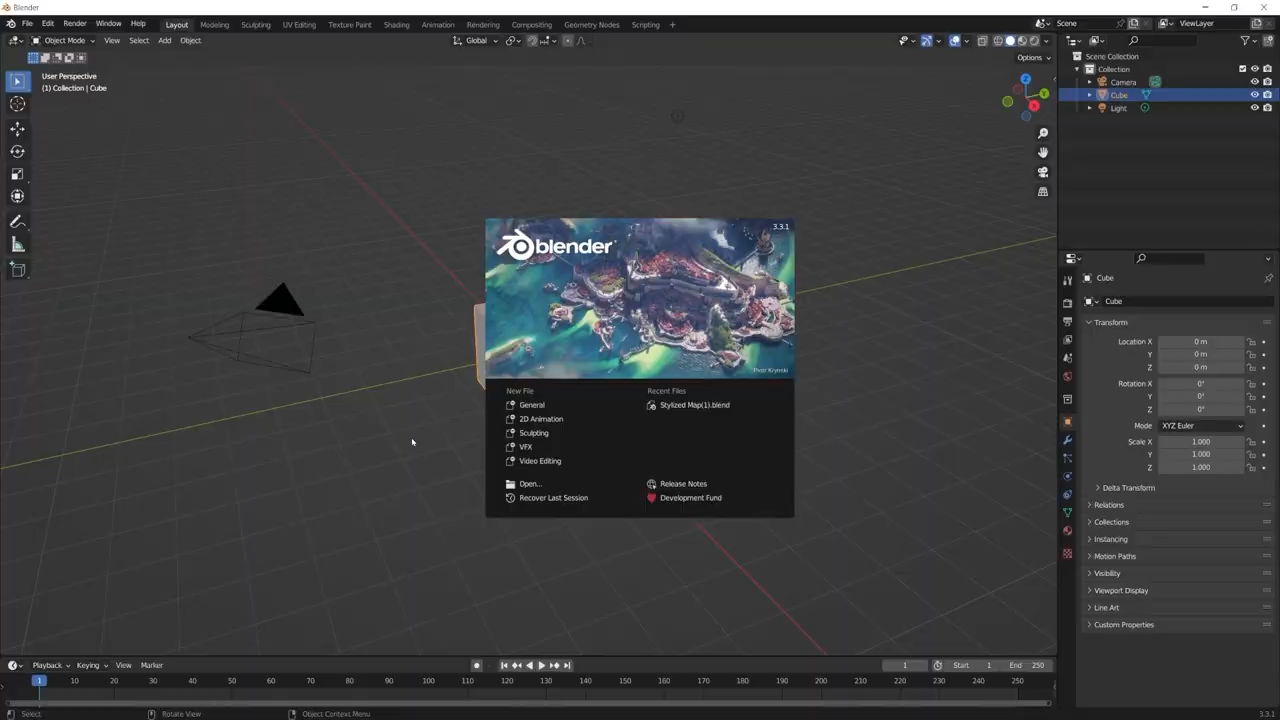 Blender
File Edit Render Window Help Layout Modeling Sculpting UV Editing Texture Paint Shading Animation Rendering Compositing Geometry Nodes Scripting + Scene ViewLayer
Object Mode View Select Add Object Global
Options
User Perspective
(1) Collection | Cube
Scene Collection
Collection
Camera
Cube
Light
Z
Y
X
blender
3.3.1
Piotr Krynski
New File
General
2D Animation
Sculpting
VFX
Video Editing
Open...
Recover Last Session
Recent Files
Stylized Map(1).blend
Release Notes
Development Fund
Cube
Cube
Transform
Location X 0 m
Y 0 m
Z 0 m
Rotation X 0°
Y 0°
Z 0°
Mode XYZ Euler
Scale X 1.000
Y 1.000
Z 1.000
Delta Transform
Relations
Collections
Instancing
Motion Paths
Visibility
Viewport Display
Line Art
Custom Properties
Playback Keying View Marker 1 Start 1 End 250
1 10 20 30 40 50 60 70 80 90 100 110 120 130 140 150 160 170 180 190 200 210 220 230 240 250
Select Rotate View Object Context Menu 3.3.1